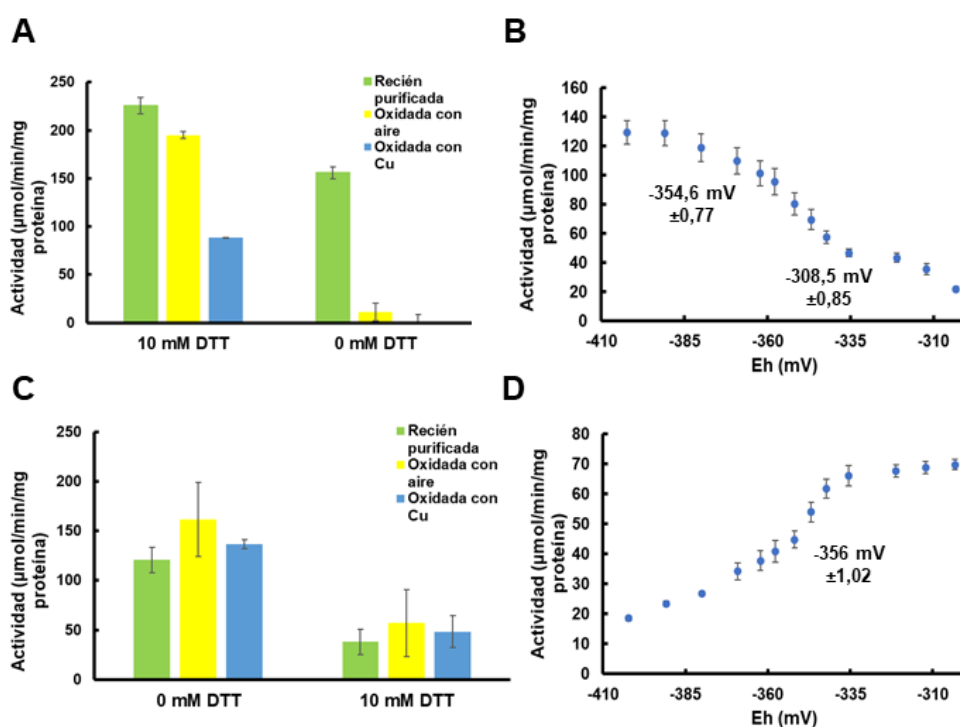 A
Actividad (µmol/min/mg
proteína)
250
200
150
100
50
0
Recién
purificada
Oxidada con
aire
Oxidada con
Cu
10 mM DTT
0 mM DTT
B
Actividad (µmol/min/mg
proteína)
160
140
120
100
80
60
40
20
0
-354,6 mV
±0,77
-308,5 mV
±0,85
-410
-385
-360
-335
-310
Eh (mV)
C
Actividad (µmol/min/mg
proteína)
250
200
150
100
50
0
Recién
purificada
Oxidada con
aire
Oxidada con
Cu
0 mM DTT
10 mM DTT
D
Actividad (µmol/min/mg
proteína)
80
70
60
50
40
30
20
10
0
-356 mV
±1,02
-410
-385
-360
-335
-310
Eh (mV)